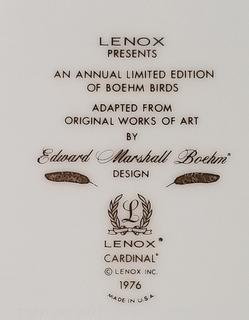 LENOX
PRESENTS
AN ANNUAL LIMITED EDITION
OF BOEHM BIRDS
ADAPTED FROM
ORIGINAL WORKS OF ART
BY
Edward Marshall Boehm®
DESIGN
L
LENOX®
CARDINAL®
© LENOX INC.
1976
MADE IN U.S.A.